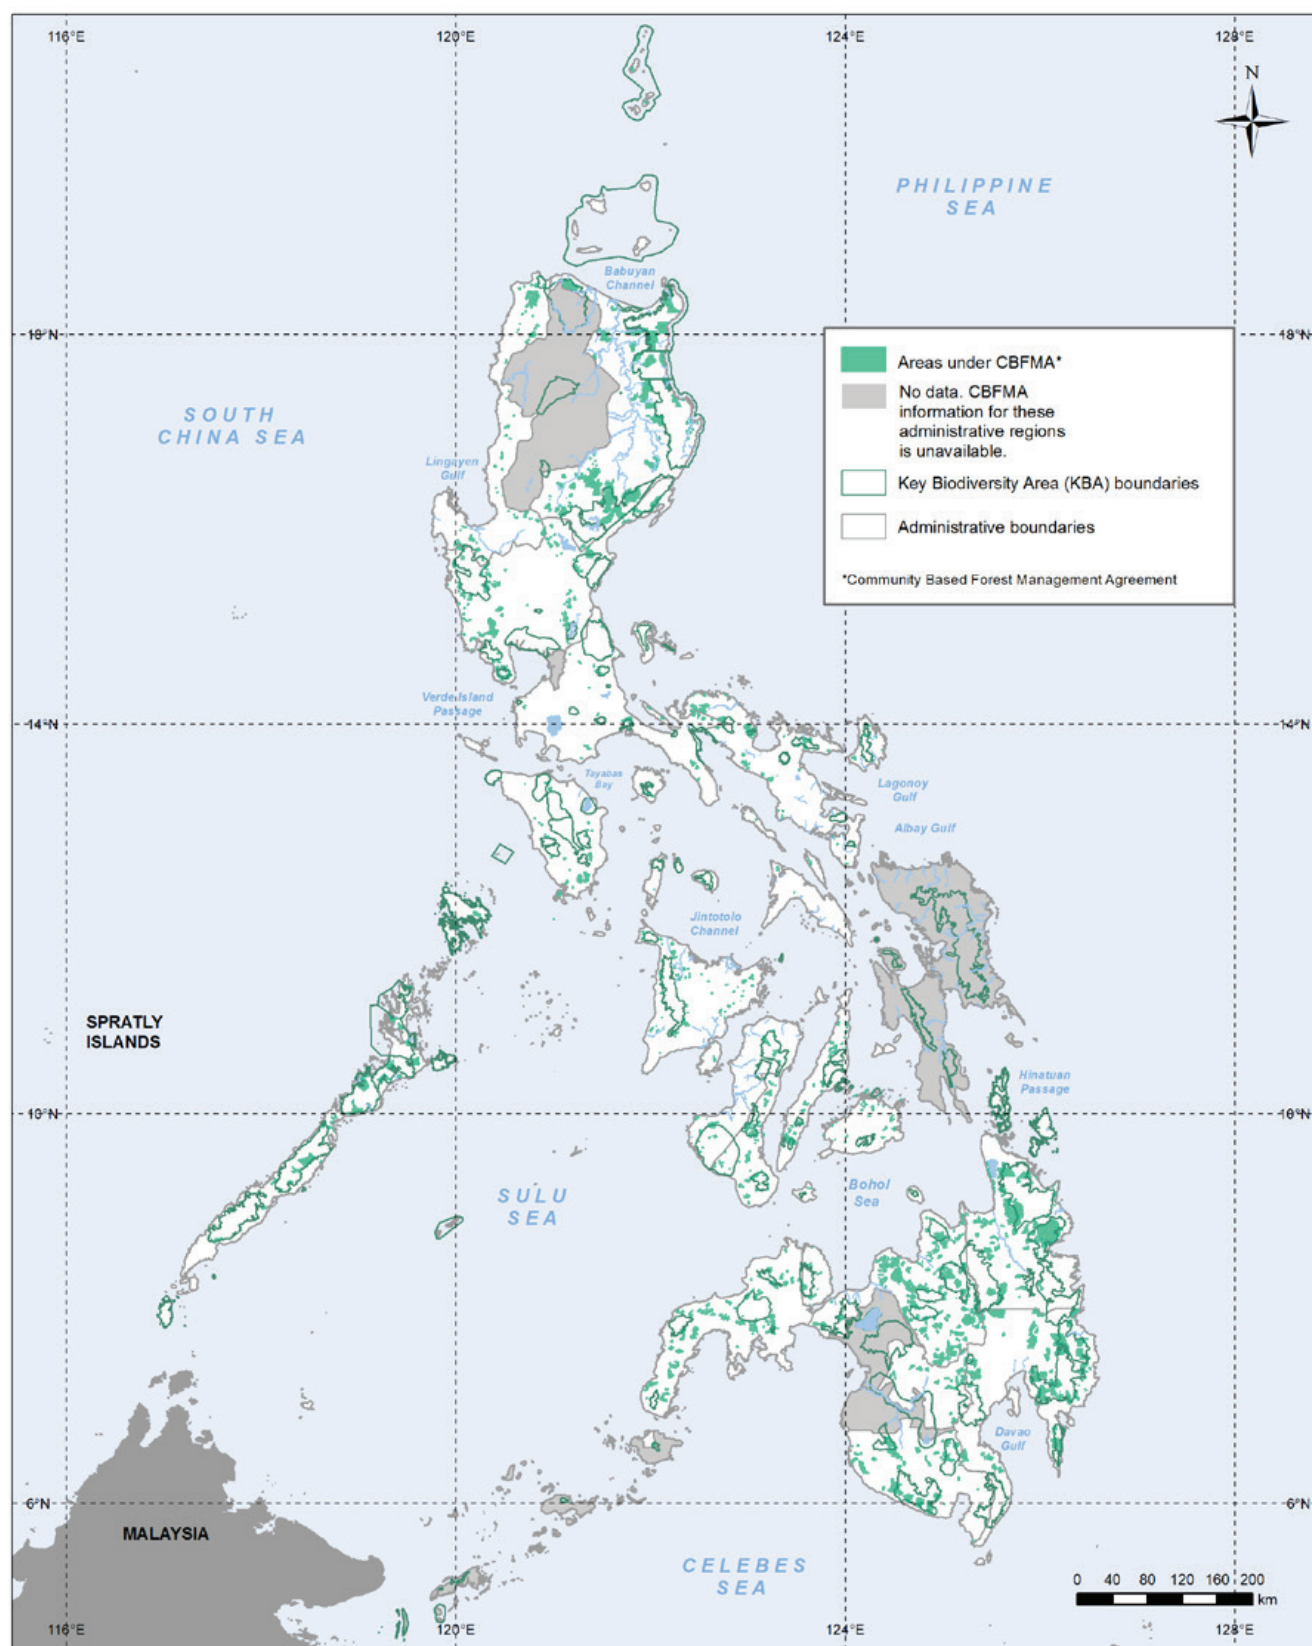 116°E 120°E 124°E 128°E
N
PHILIPPINE
SEA
Babuyan
Channel
18°N 18°N
Areas under CBFMA*
No data. CBFMA
information for these
administrative regions
is unavailable.
Key Biodiversity Area (KBA) boundaries
Administrative boundaries
*Community Based Forest Management Agreement
SOUTH
CHINA SEA
Lingayen
Gulf
Verde Island
Passage
14°N 14°N
Tayabas
Bay
Lagonoy
Gulf
Albay Gulf
Jintotolo
Channel
SPRATLY
ISLANDS
Hinatuan
Passage
10°N 10°N
SULU
SEA
Bohol
Sea
Davao
Gulf
6°N 6°N
MALAYSIA
CELEBES
SEA
0 40 80 120 160 200
km
116°E 120°E 124°E 128°E